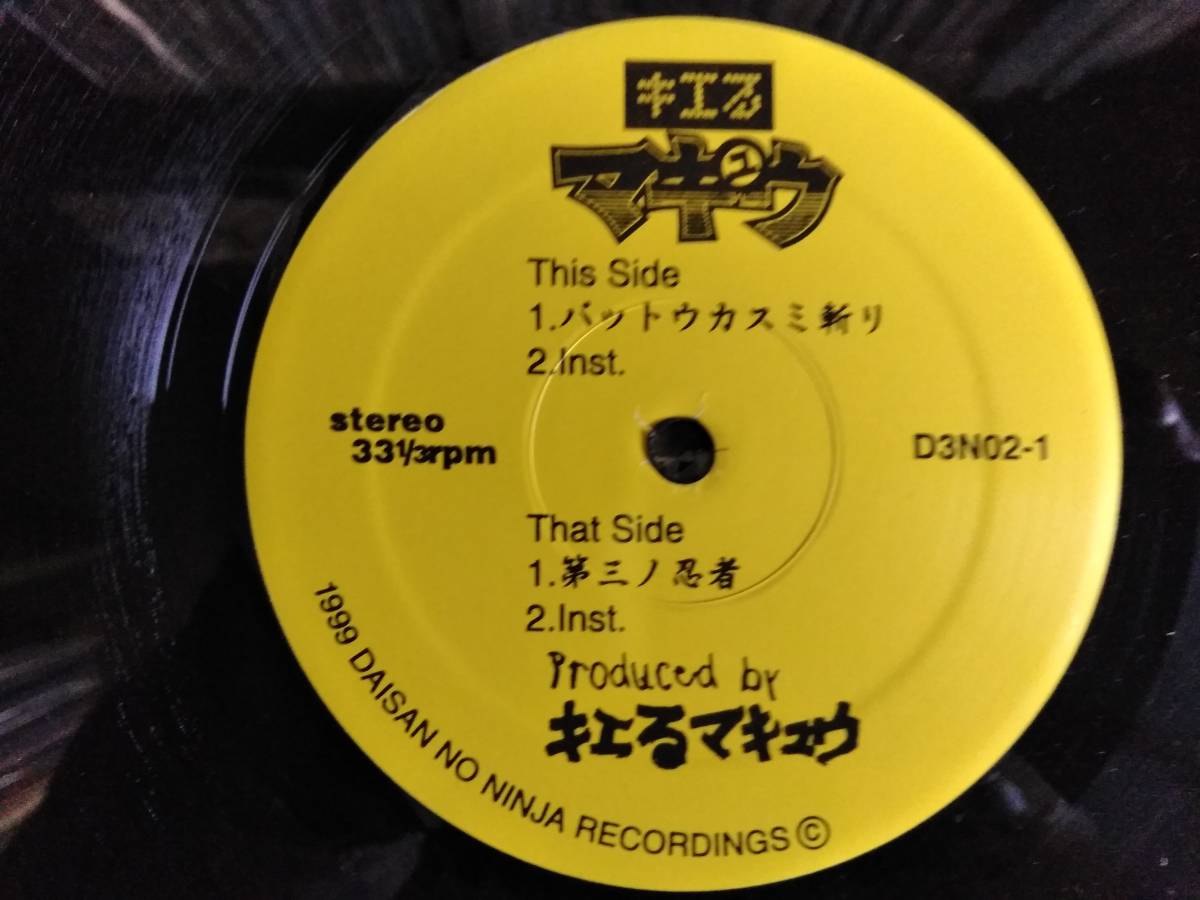 キエる
マキュウ
This Side
1.バットウカスミ斬り
2.Inst.
stereo
33⅓rpm
D3N02-1
That Side
1.第三ノ忍者
2.Inst.
Produced by
キエるマキュウ
1999 DAISAN NO NINJA RECORDINGS ©